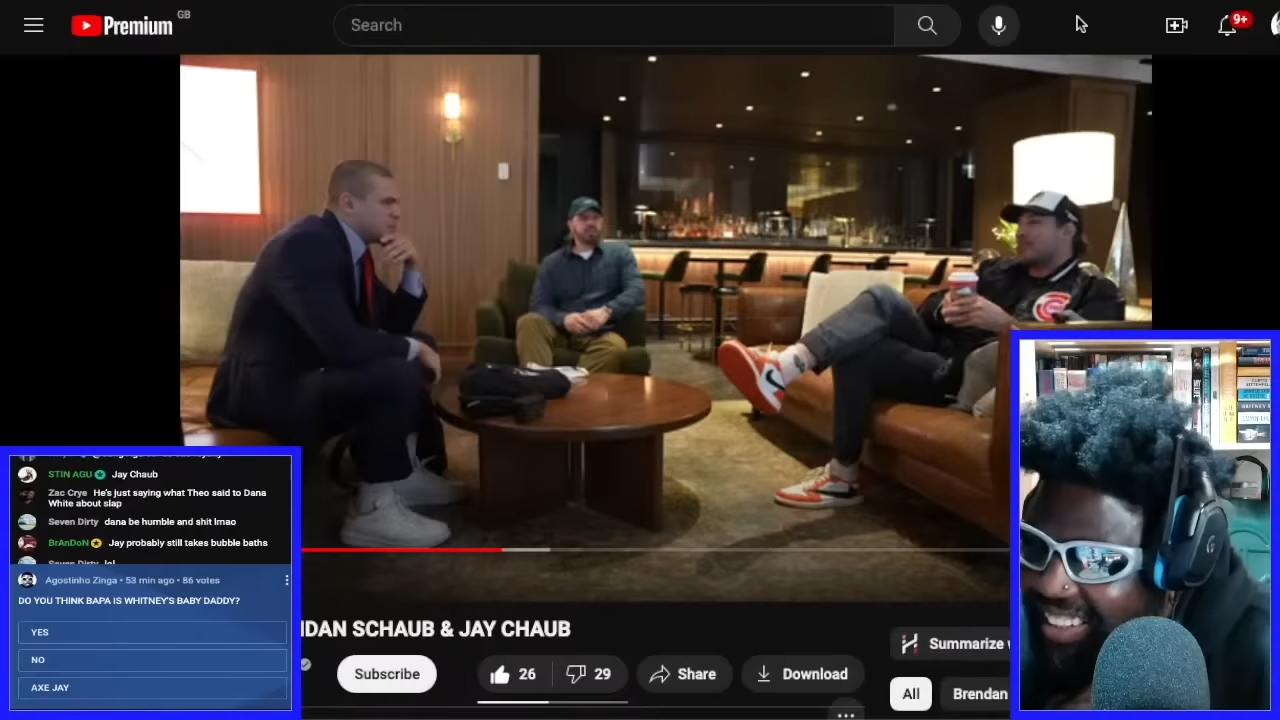 Premium GB
Search
9+
STIN AGU Jay Chaub
Zac Crye He's just saying what Theo said to Dana
White about slap
Seven Dirty dana be humble and shit lmao
BrAnDoN Jay probably still takes bubble baths
Seven Dirty lol
Agostinho Zinga • 53 min ago • 86 votes
DO YOU THINK BAPA IS WHITNEY'S BABY DADDY?
YES
NO
AXE JAY
IDAN SCHAUB & JAY CHAUB
Subscribe
26
29
Share
Download
Summarize
All
Brendan